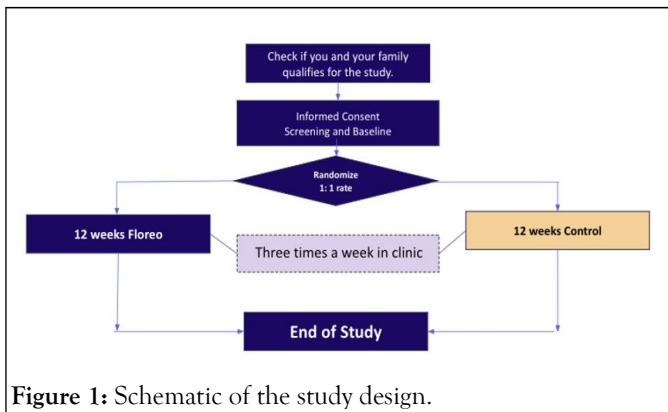 Check if you and your family
qualifies for the study.
Informed Consent
Screening and Baseline
Randomize
1: 1 rate
12 weeks Floreo
Three times a week in clinic
12 weeks Control
End of Study
Figure 1: Schematic of the study design.